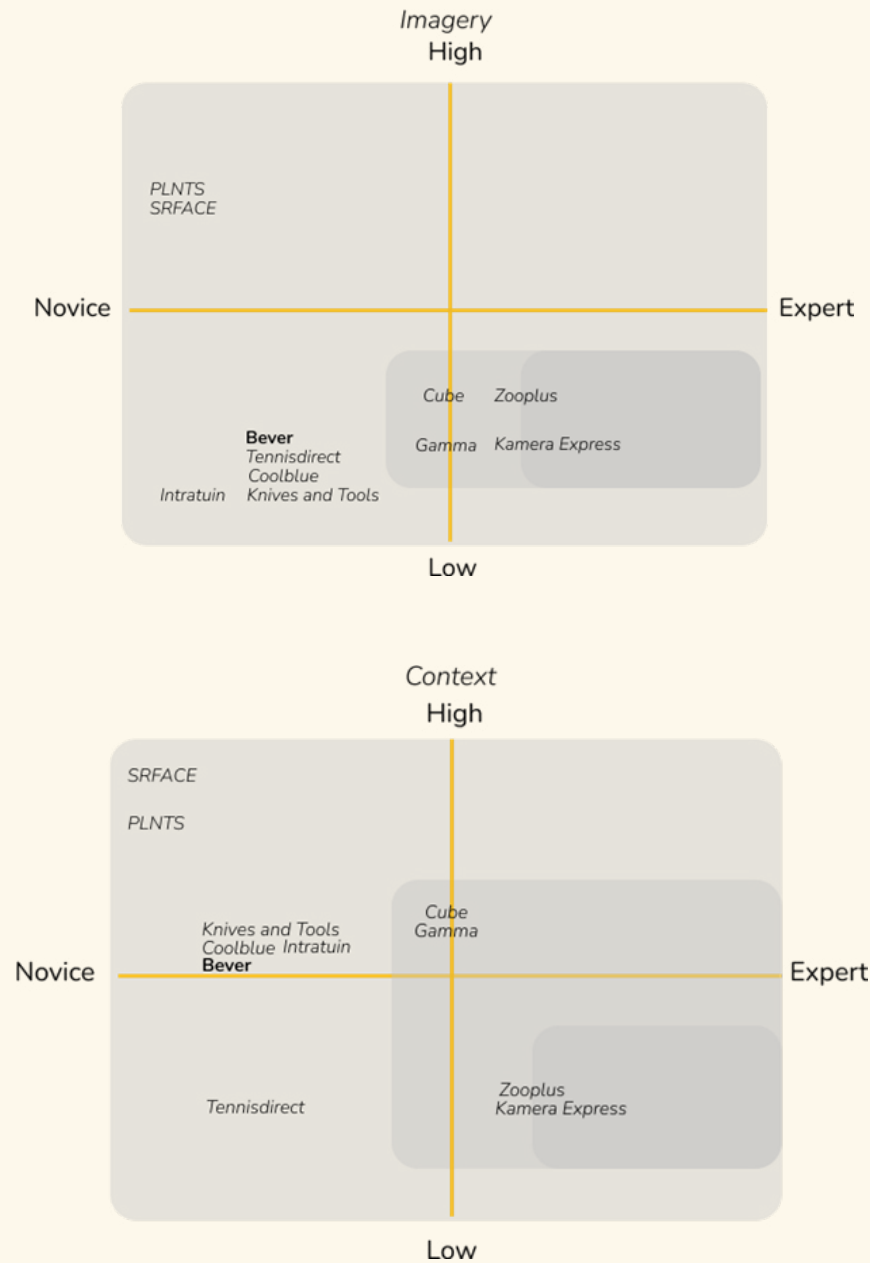 Imagery
High
PLNTS
SRFACE
Novice
Expert
Cube
Zooplus
Bever
Gamma
Kamera Express
Tennisdirect
Coolblue
Intratuin
Knives and Tools
Low
Context
High
SRFACE
PLNTS
Cube
Knives and Tools
Gamma
Coolblue
Intratuin
Bever
Novice
Expert
Zooplus
Tennisdirect
Kamera Express
Low